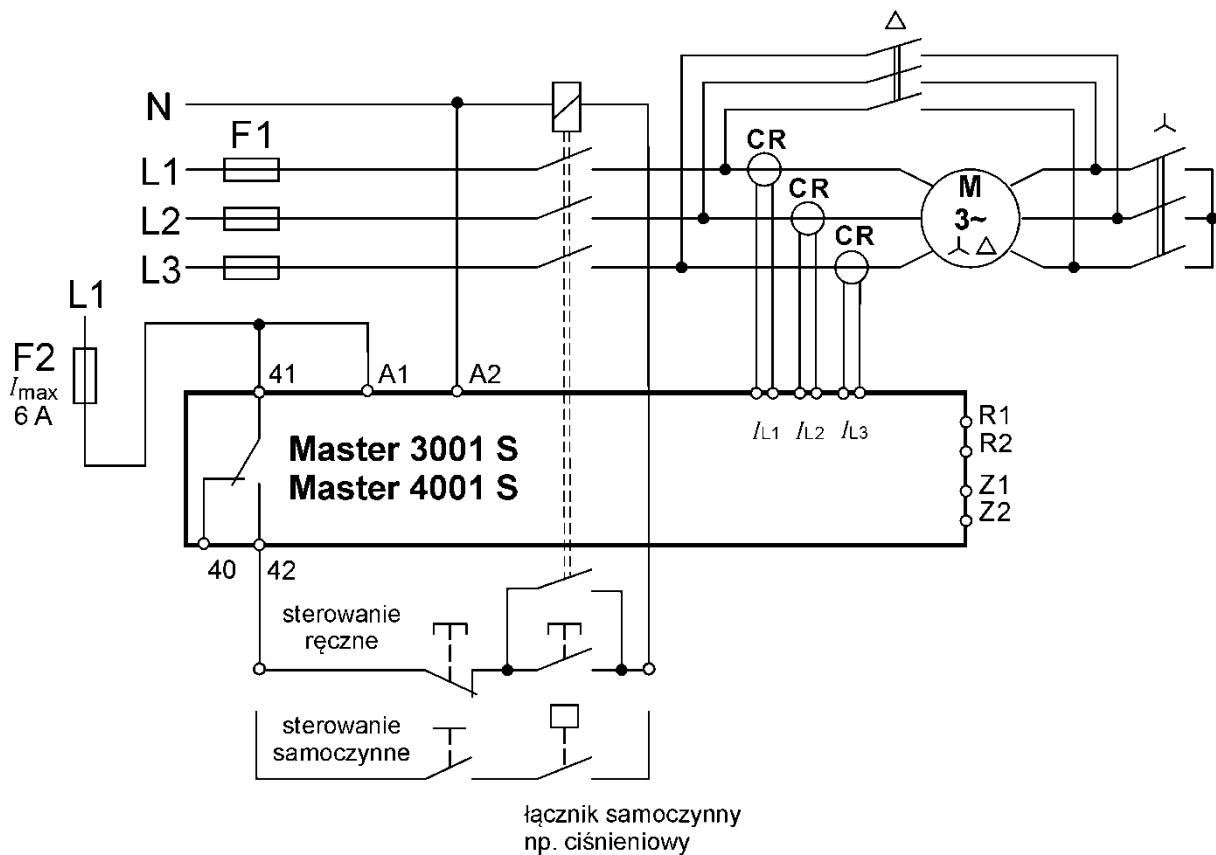 N
F1
L1
L2
L3
CR
CR
CR
M
3~
L1
F2
Imax
6 A
41
A1
A2
IL1 IL2 IL3
R1
R2
Z1
Z2
Master 3001 S
Master 4001 S
40
42
sterowanie
ręczne
sterowanie
samoczynne
łącznik samoczynny
np. ciśnieniowy